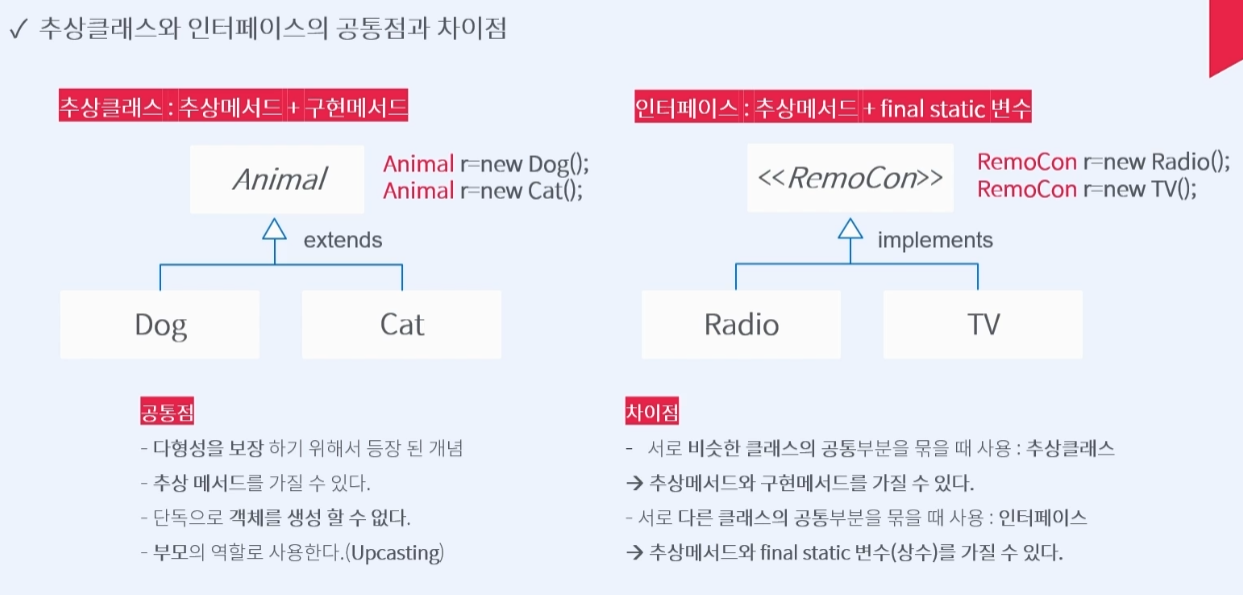 ✓ 추상클래스와 인터페이스의 공통점과 차이점
추상클래스 : 추상메서드 + 구현메서드
Animal
Animal r=new Dog();
Animal r=new Cat();
extends
Dog
Cat
인터페이스 : 추상메서드 + final static 변수
<<RemoCon>>
RemoCon r=new Radio();
RemoCon r=new TV();
implements
Radio
TV
공통점
- 다형성을 보장 하기 위해서 등장 된 개념
- 추상 메서드를 가질 수 있다.
- 단독으로 객체를 생성 할 수 없다.
- 부모의 역할로 사용한다.(Upcasting)
차이점
- 서로 비슷한 클래스의 공통부분을 묶을 때 사용 : 추상클래스
→ 추상메서드와 구현메서드를 가질 수 있다.
- 서로 다른 클래스의 공통부분을 묶을 때 사용 : 인터페이스
→ 추상메서드와 final static 변수(상수)를 가질 수 있다.